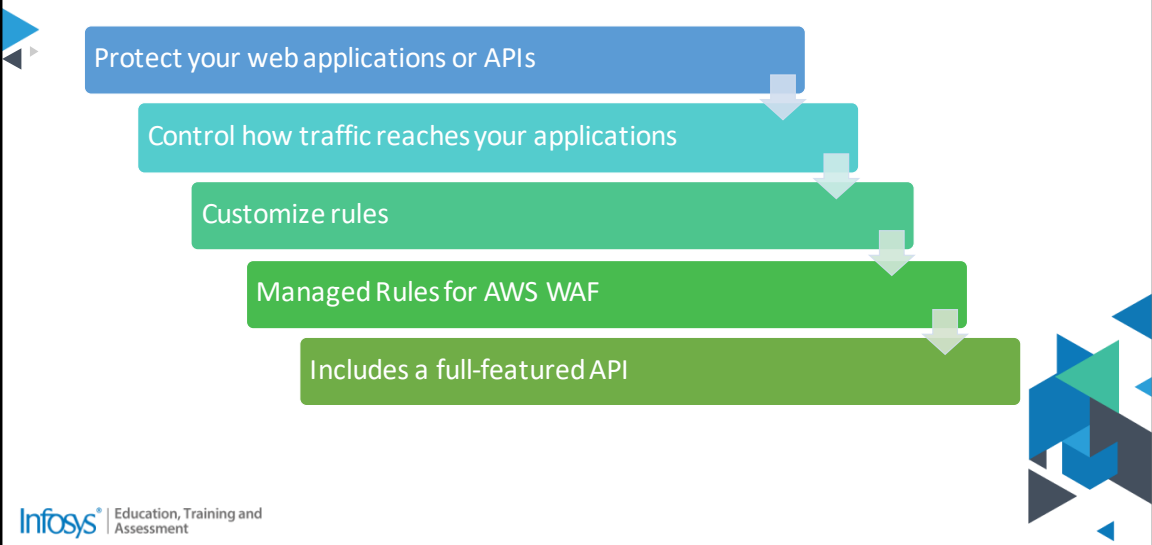 Protect your web applications or APIs
Control how traffic reaches your applications
Customize rules
Managed Rules for AWS WAF
Includes a full-featured API
Infosys® | Education, Training and
Assessment